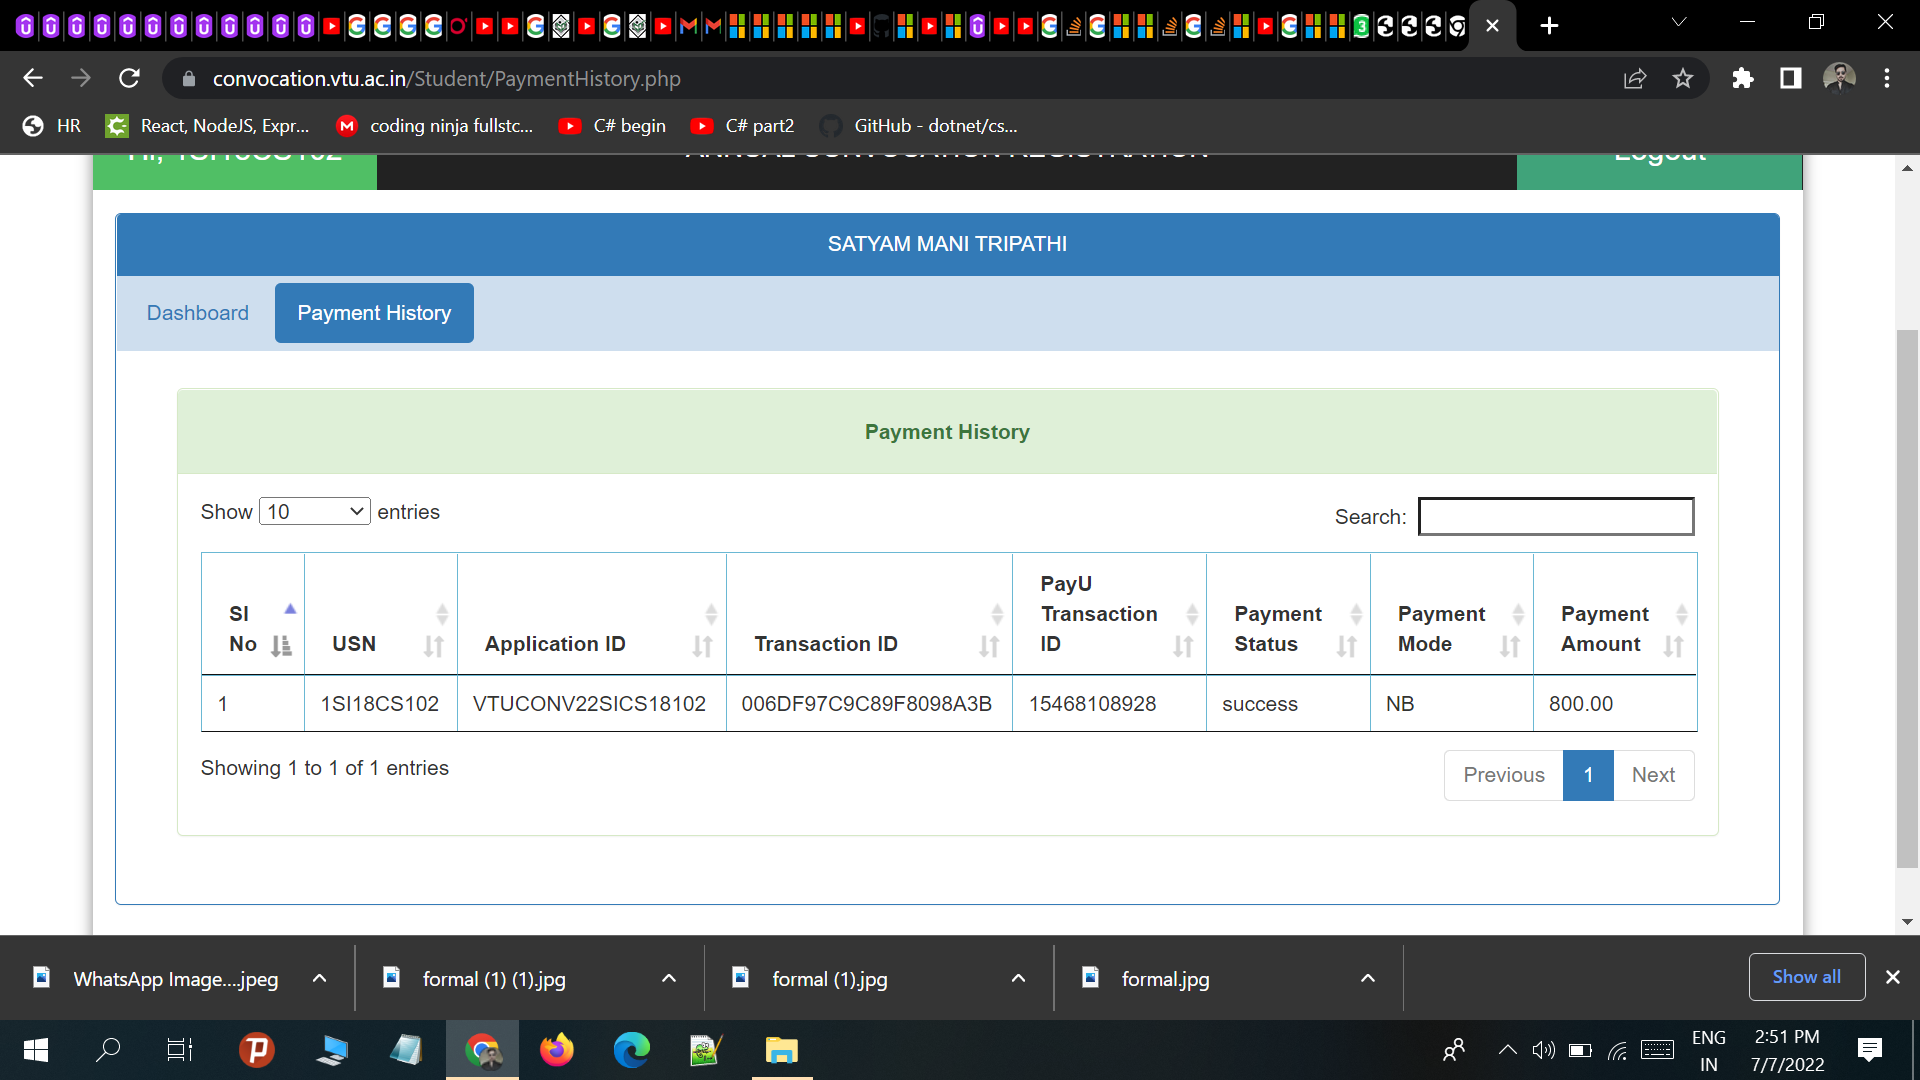 convocation.vtu.ac.in/Student/PaymentHistory.php
HR React, NodeJS, Expr... coding ninja fullstc... C# begin C# part2 GitHub - dotnet/cs...
ANNUAL CONVOCATION REGISTRATION Logout
SATYAM MANI TRIPATHI
Dashboard Payment History
Payment History
Show 10 entries Search:
Sl No USN Application ID Transaction ID PayU Transaction ID Payment Status Payment Mode Payment Amount
1 1SI18CS102 VTUCONV22SICS18102 006DF97C9C89F8098A3B 15468108928 success NB 800.00
Showing 1 to 1 of 1 entries Previous 1 Next
WhatsApp Image....jpeg formal (1) (1).jpg formal (1).jpg formal.jpg Show all
ENG 2:51 PM
IN 7/7/2022